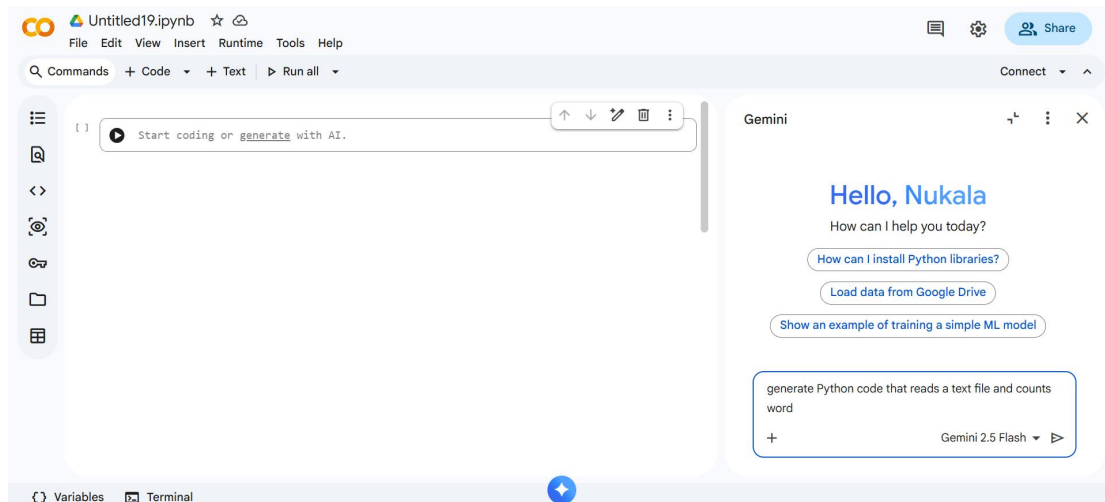 Untitled19.ipynb
Share
File Edit View Insert Runtime Tools Help
Commands + Code + Text Run all
Connect
[ ]
Start coding or generate with AI.
Gemini
Hello, Nukala
How can I help you today?
How can I install Python libraries?
Load data from Google Drive
Show an example of training a simple ML model
generate Python code that reads a text file and counts
word
+ Gemini 2.5 Flash
{} Variables Terminal